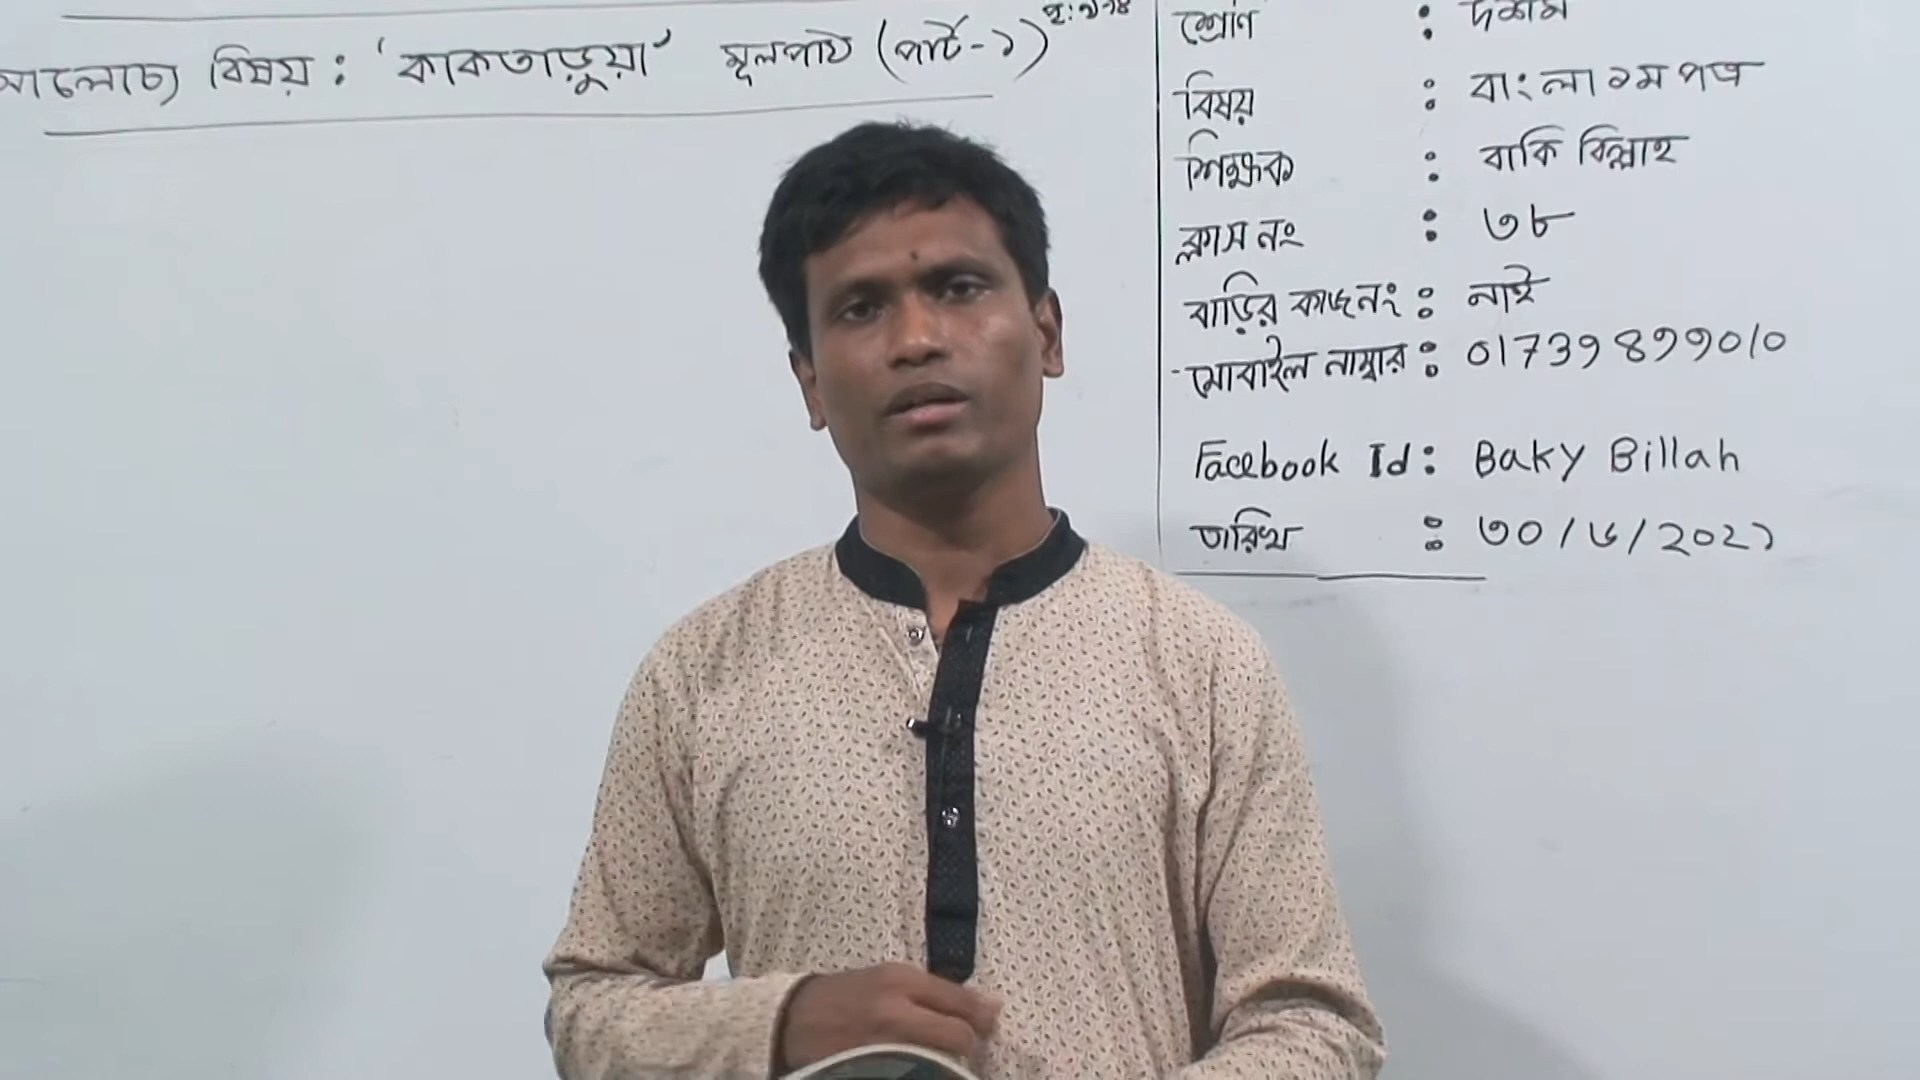 আলোচ্য বিষয় : 'কাকতাড়ুয়া' মূলপাঠ (পার্ট-১)
শ্রেণি : দশম
বিষয় : বাংলা ১ম পত্র
শিক্ষক : বাকি বিল্লাহ
ক্লাস নং : ৩৮
বাড়ির কাজ নং : নাই
মোবাইল নাম্বার : 01739899010
Facebook Id : Baky Billah
তারিখ : ৩০/৬/২০২১